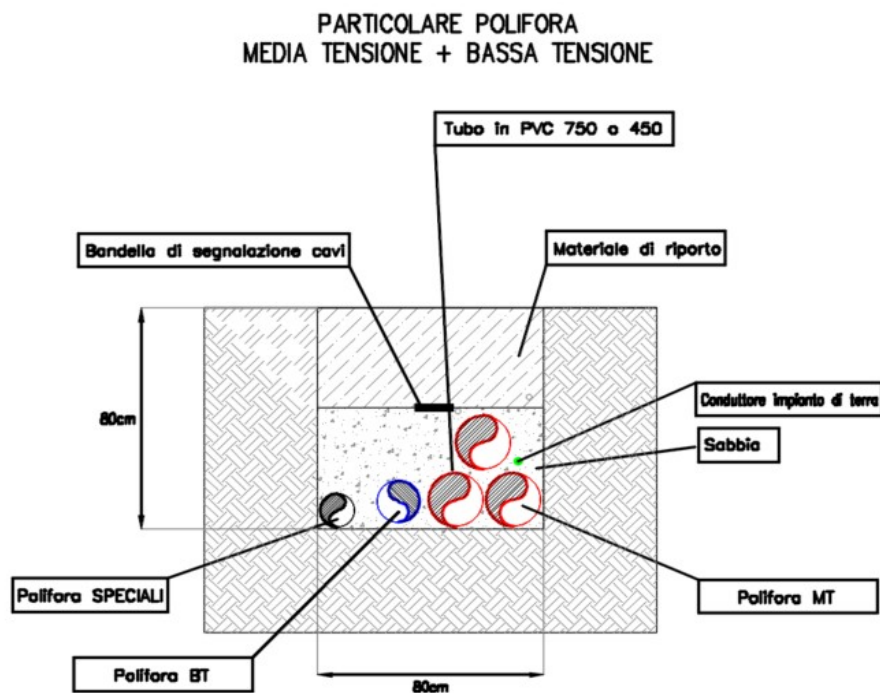 PARTICOLARE POLIFORA
MEDIA TENSIONE + BASSA TENSIONE
Tubo in PVC 750 o 450
Bandella di segnalazione cavi
Materiale di riporto
80cm
Conduttore impianto di terra
Sabbia
Polifora SPECIALI
Polifora MT
Polifora BT
80cm